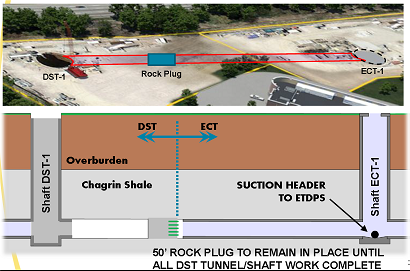 DST-1
Rock Plug
ECT-1
DST
ECT
Overburden
Chagrin Shale
Shaft DST-1
Shaft ECT-1
SUCTION HEADER
TO ETDPS
50' ROCK PLUG TO REMAIN IN PLACE UNTIL
ALL DST TUNNEL/SHAFT WORK COMPLETE